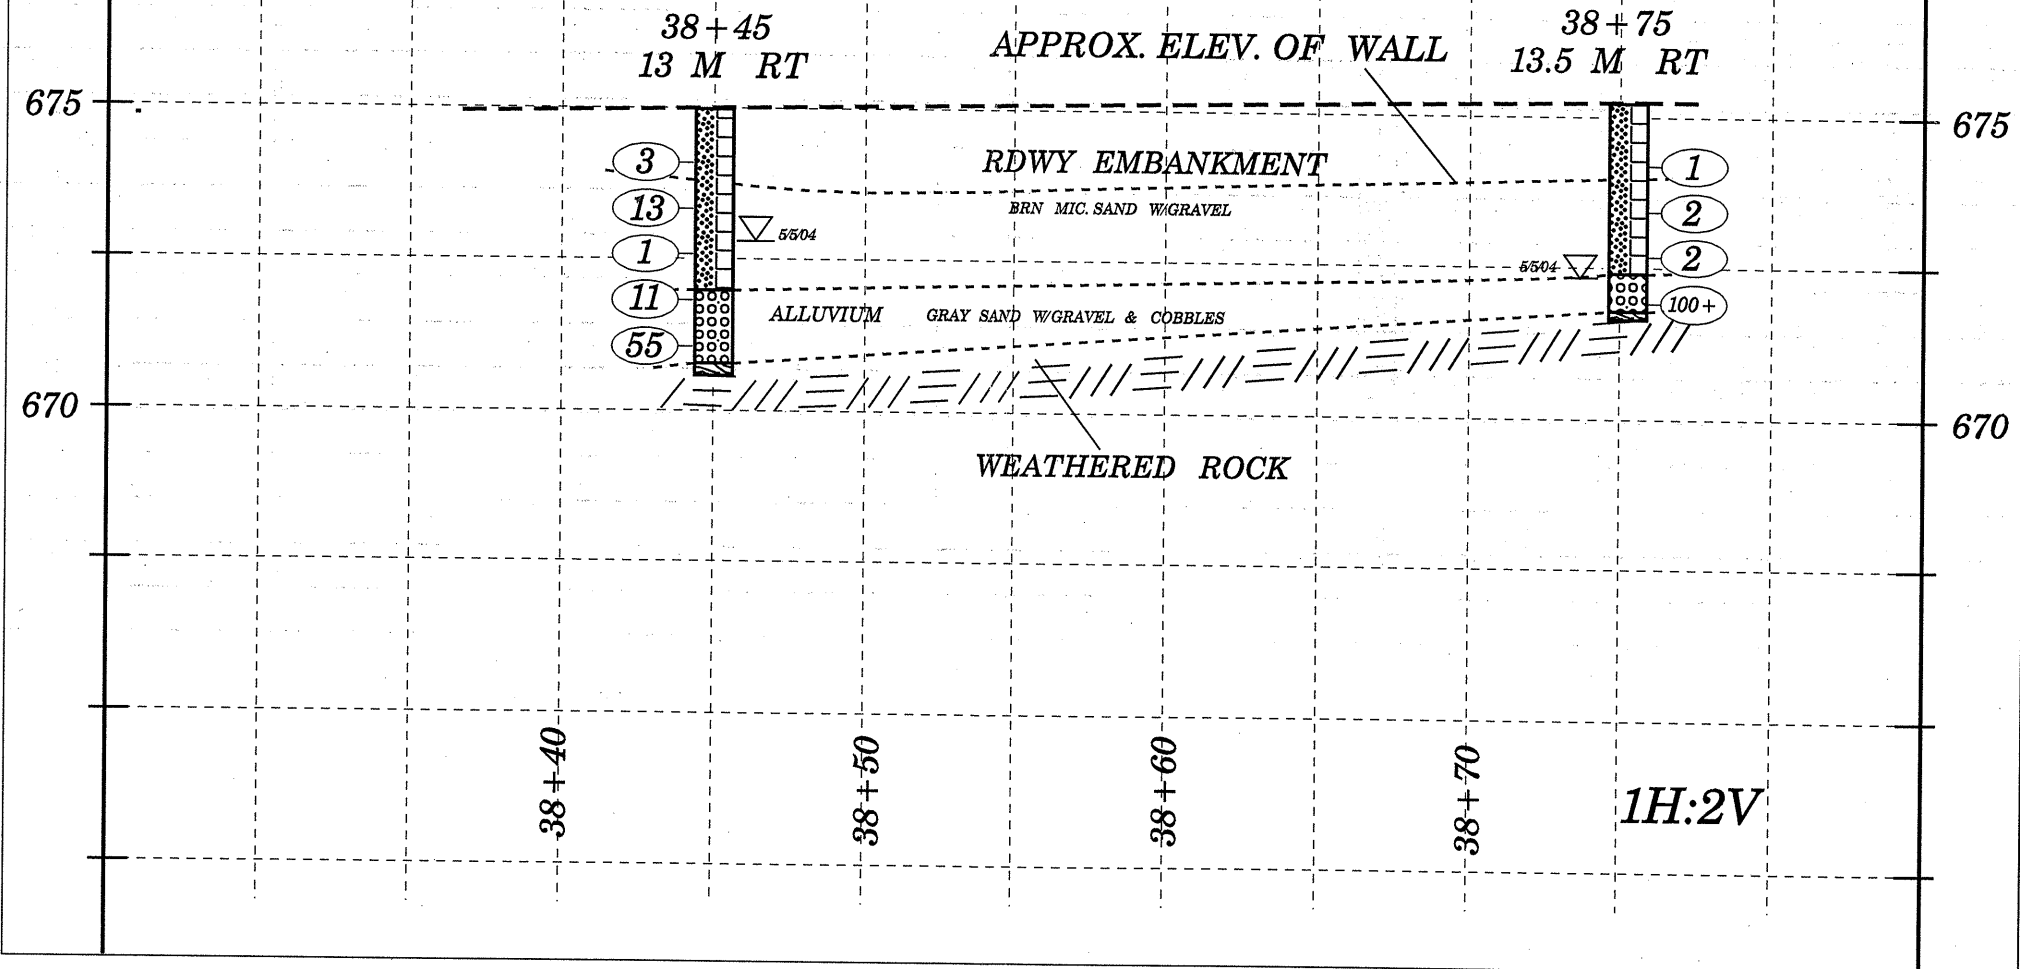 38+45
13 M RT
APPROX. ELEV. OF WALL
38+75
13.5 M RT
675
675
3
RDWY EMBANKMENT
1
13
BRN MIC. SAND W/GRAVEL
2
5/5/04
1
5/5/04
2
11
ALLUVIUM GRAY SAND W/GRAVEL & COBBLES
100+
55
670
670
WEATHERED ROCK
38+40
38+50
38+60
38+70
1H:2V